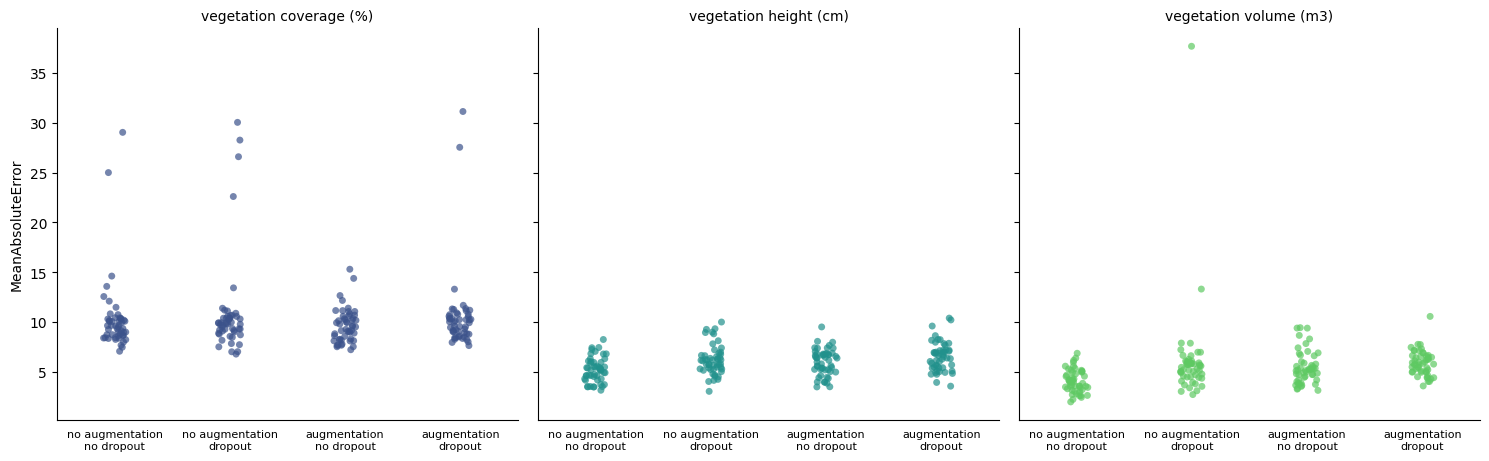 vegetation coverage (%)
vegetation height (cm)
vegetation volume (m3)
MeanAbsoluteError
35
30
25
20
15
10
5
no augmentation
no dropout
no augmentation
dropout
augmentation
no dropout
augmentation
dropout
no augmentation
no dropout
no augmentation
dropout
augmentation
no dropout
augmentation
dropout
no augmentation
no dropout
no augmentation
dropout
augmentation
no dropout
augmentation
dropout